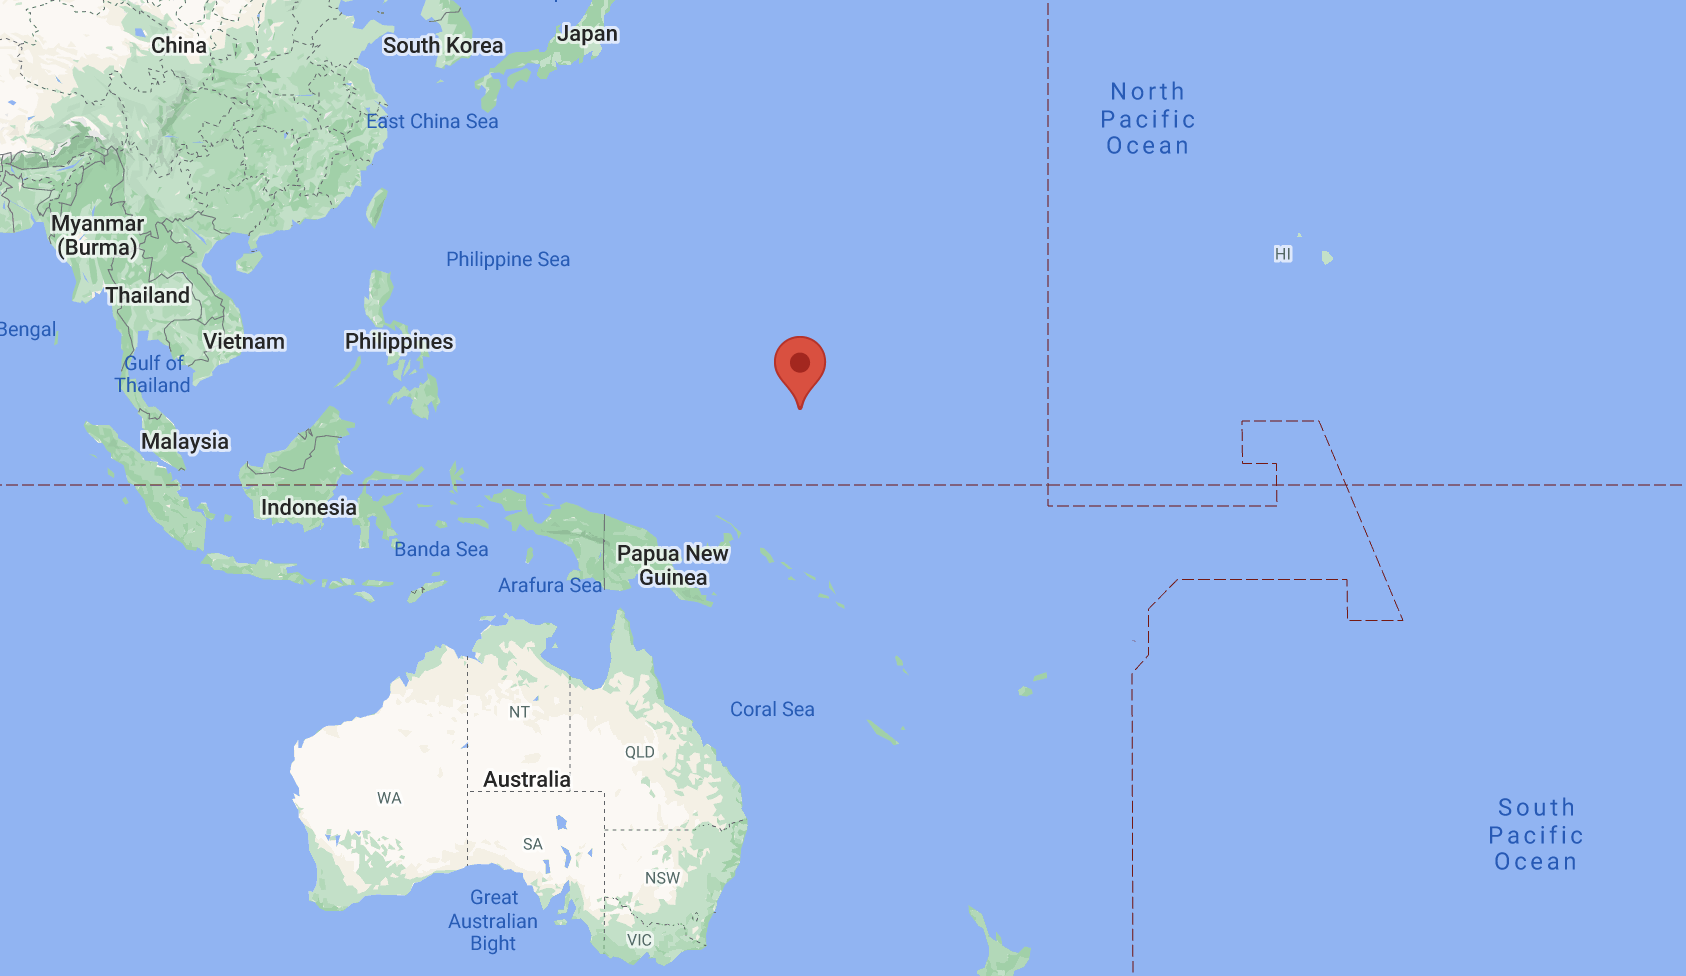 China
South Korea
Japan
North
Pacific
Ocean
East China Sea
Myanmar
(Burma)
HI
Philippine Sea
Thailand
Bengal
Vietnam
Philippines
Gulf of
Thailand
Malaysia
Indonesia
Banda Sea
Papua New
Guinea
Arafura Sea
NT
Coral Sea
QLD
Australia
WA
South
Pacific
Ocean
SA
NSW
Great
Australian
Bight
VIC